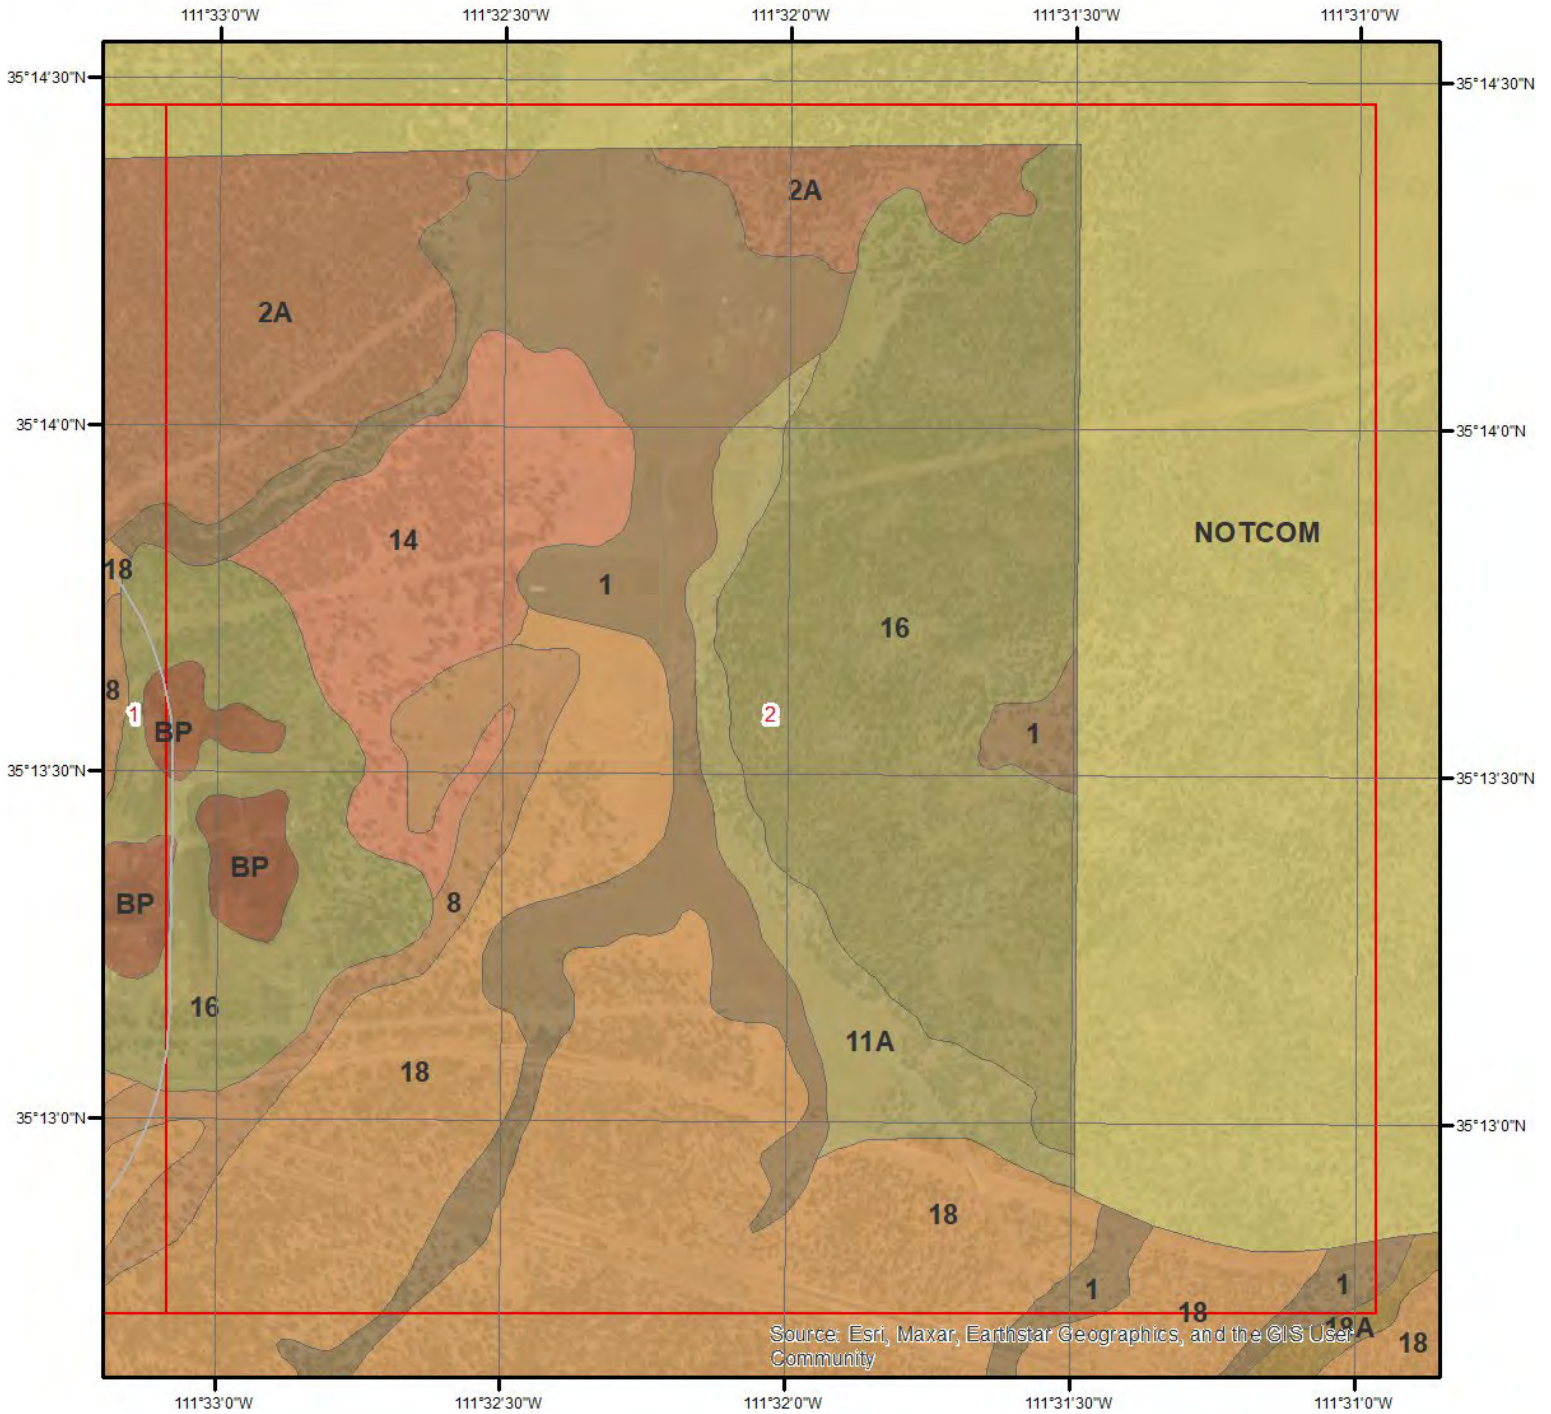 111°33'0"W 111°32'30"W 111°32'0"W 111°31'30"W 111°31'0"W
35°14'30"N 35°14'30"N
2A
2A
35°14'0"N 35°14'0"N
NOTCOM
14
18
1
16
8
1
BP
2
1
35°13'30"N 35°13'30"N
BP
BP
8
16
11A
18
35°13'0"N 35°13'0"N
18
1
1
18
18A
18
Source: Esri, Maxar, Earthstar Geographics, and the GIS User
Community
111°33'0"W 111°32'30"W 111°32'0"W 111°31'30"W 111°31'0"W